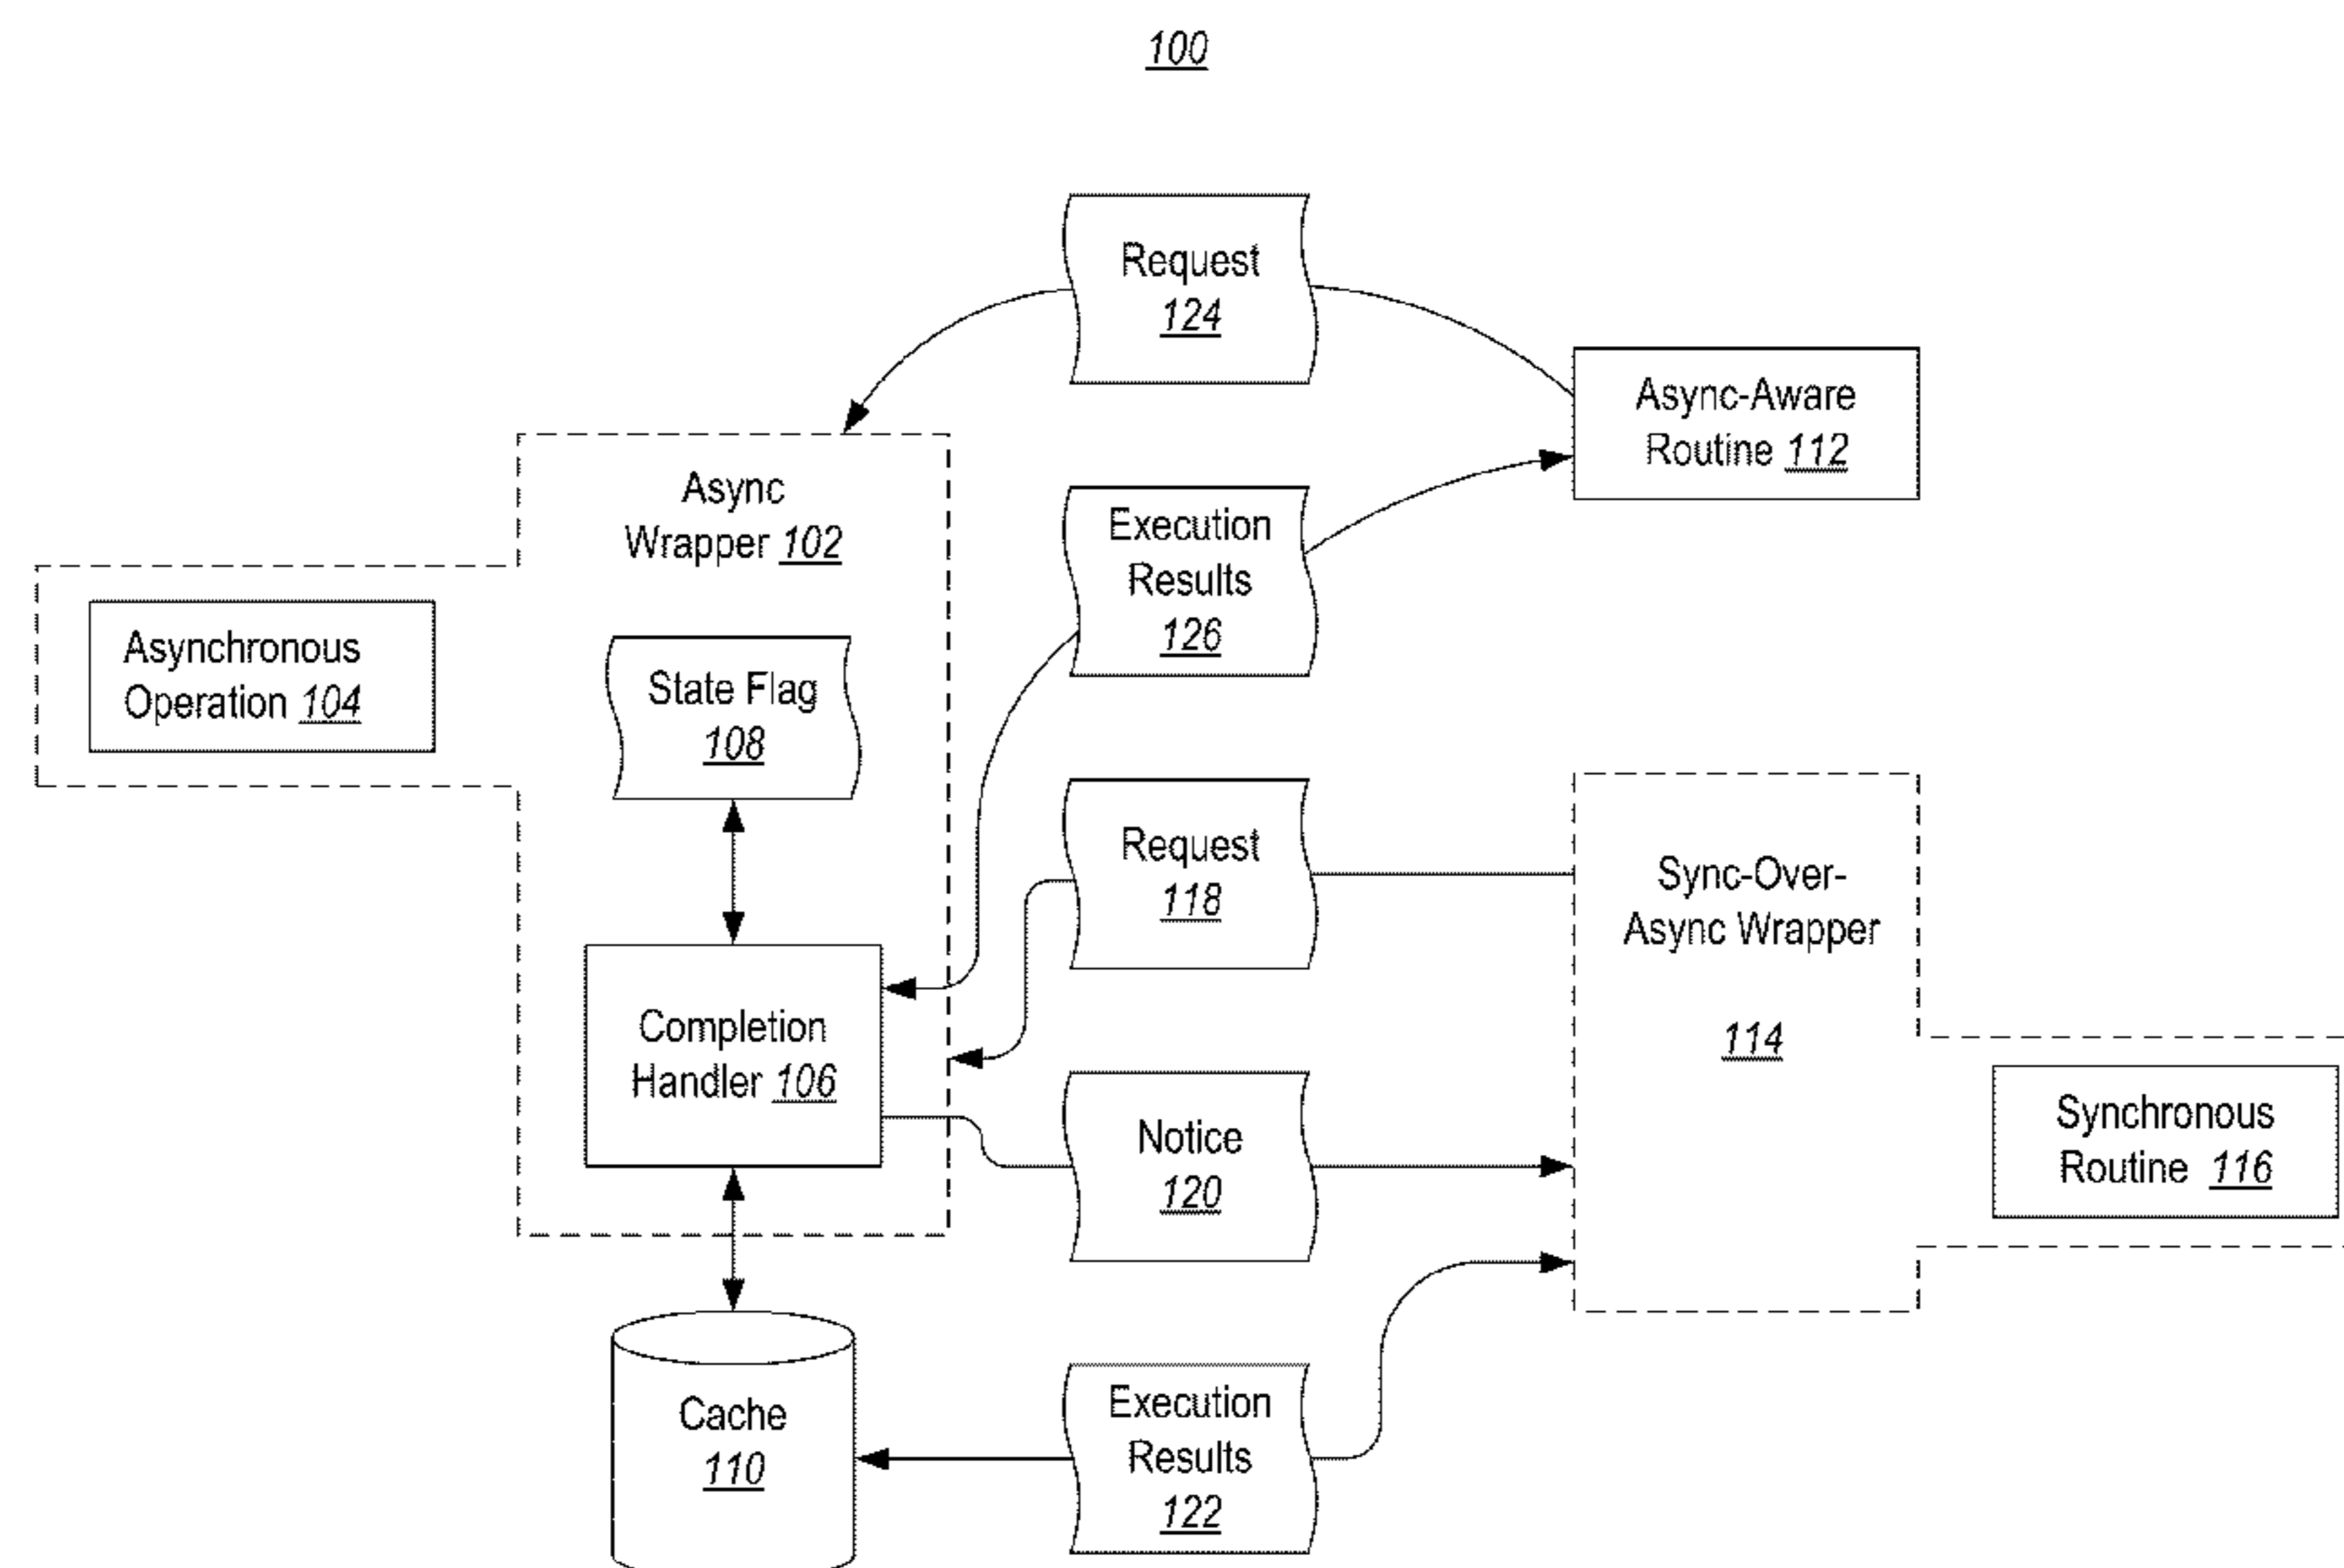 100
Request
124
Async-Aware
Routine 112
Async
Wrapper 102
Execution
Results
126
Asynchronous
Operation 104
State Flag
108
Request
118
Sync-Over-
Async Wrapper
114
Completion
Handler 106
Notice
120
Synchronous
Routine 116
Cache
110
Execution
Results
122